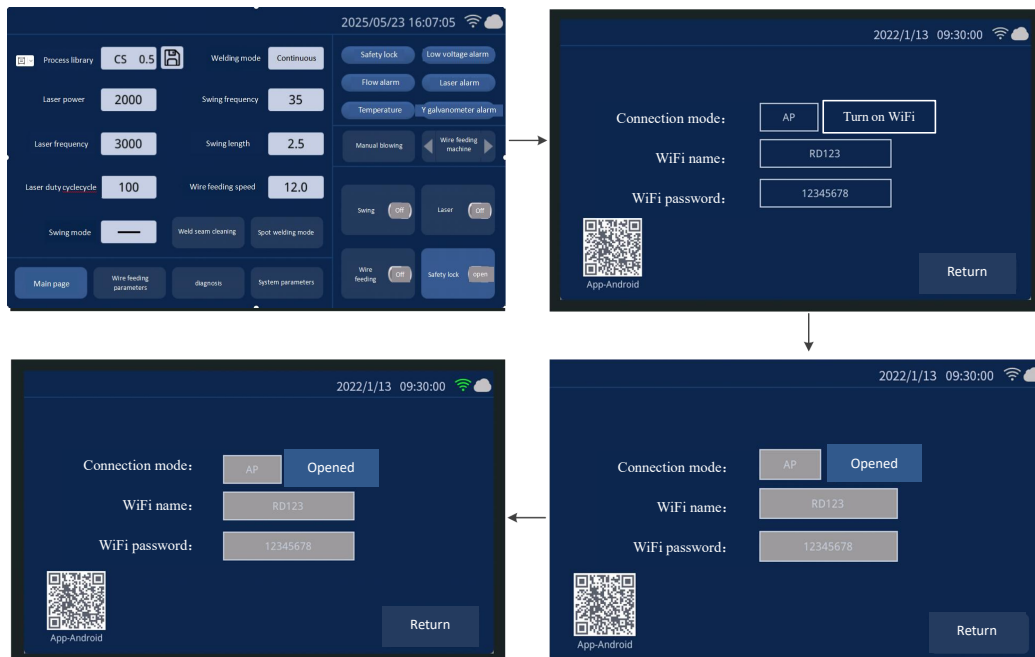 2025/05/23 16:07:05
Process library CS 0.5 Welding mode Continuous
Laser power 2000 Swing frequency 35
Laser frequency 3000 Swing length 2.5
Laser duty cyclecycle 100 Wire feeding speed 12.0
Swing mode Weld seam cleaning Spot welding mode
Main page Wire feeding parameters diagnosis System parameters
Safety lock Low voltage alarm
Flow alarm Laser alarm
Temperature Y galvanometer alarm
Manual blowing Wire feeding machine
Swing Off Laser Off
Wire feeding Off Safety lock open
2022/1/13 09:30:00
Connection mode: AP Turn on WiFi
WiFi name: RD123
WiFi password: 12345678
App-Android
Return
2022/1/13 09:30:00
Connection mode: AP Opened
WiFi name: RD123
WiFi password: 12345678
App-Android
Return
2022/1/13 09:30:00
Connection mode: AP Opened
WiFi name: RD123
WiFi password: 12345678
App-Android
Return